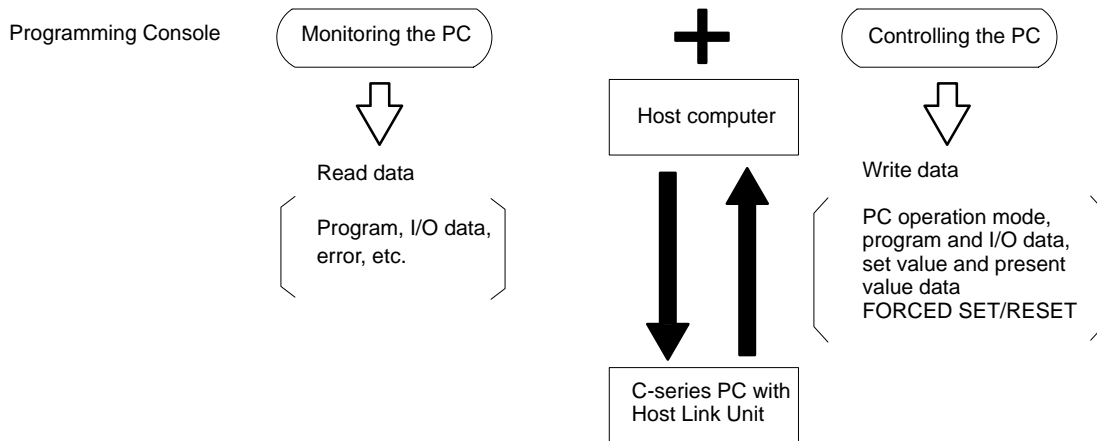 Programming Console
Monitoring the PC
Controlling the PC
Host computer
Read data
Write data
Program, I/O data,
error, etc.
PC operation mode,
program and I/O data,
set value and present
value data
FORCED SET/RESET
C-series PC with
Host Link Unit